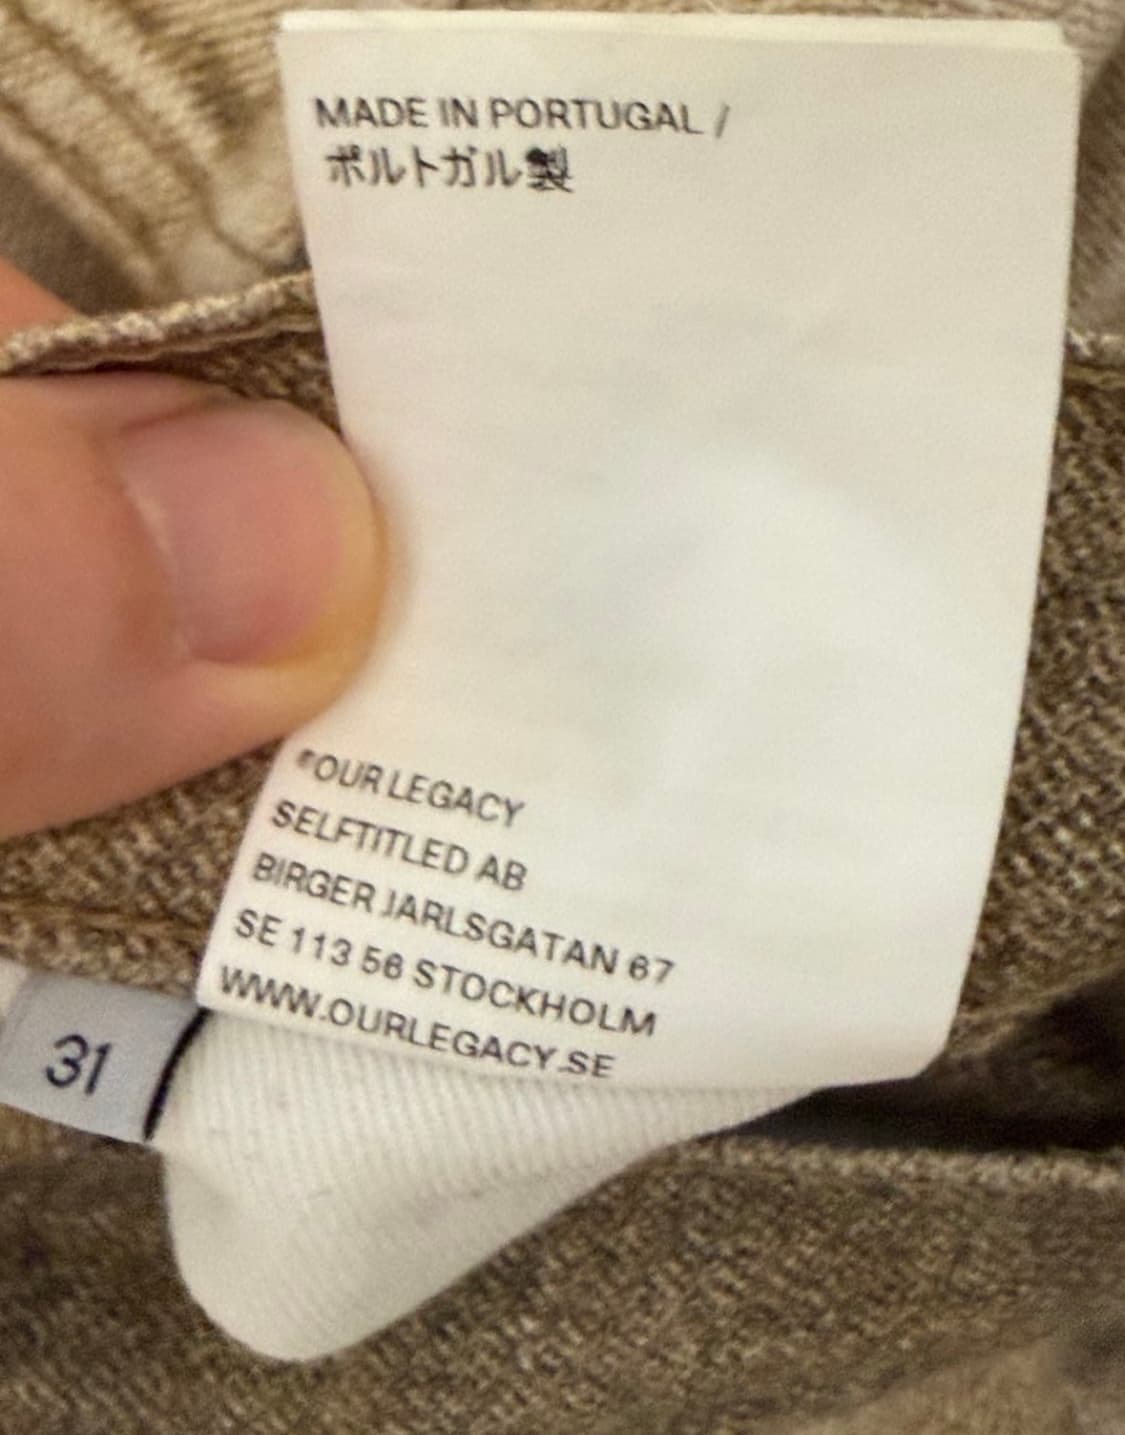 MADE IN PORTUGAL /
ポルトガル製
®OUR LEGACY
SELFTITLED AB
BIRGER JARLSGATAN 67
SE 113 56 STOCKHOLM
WWW.OURLEGACY.SE
31